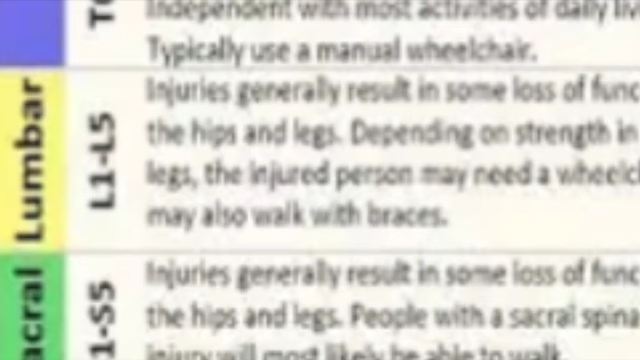 Independent with most activities of daily
Typically use a manual wheelchair.
Lumbar
L1-L5
Injuries generally result in some loss of func
the hips and legs. Depending on strength in
legs, the injured person may need a wheelc
may also walk with braces.
acral
1-S5
Injuries generally result in some loss of func
the hips and legs. People with a sacral spina
injury will most likely be able to walk.